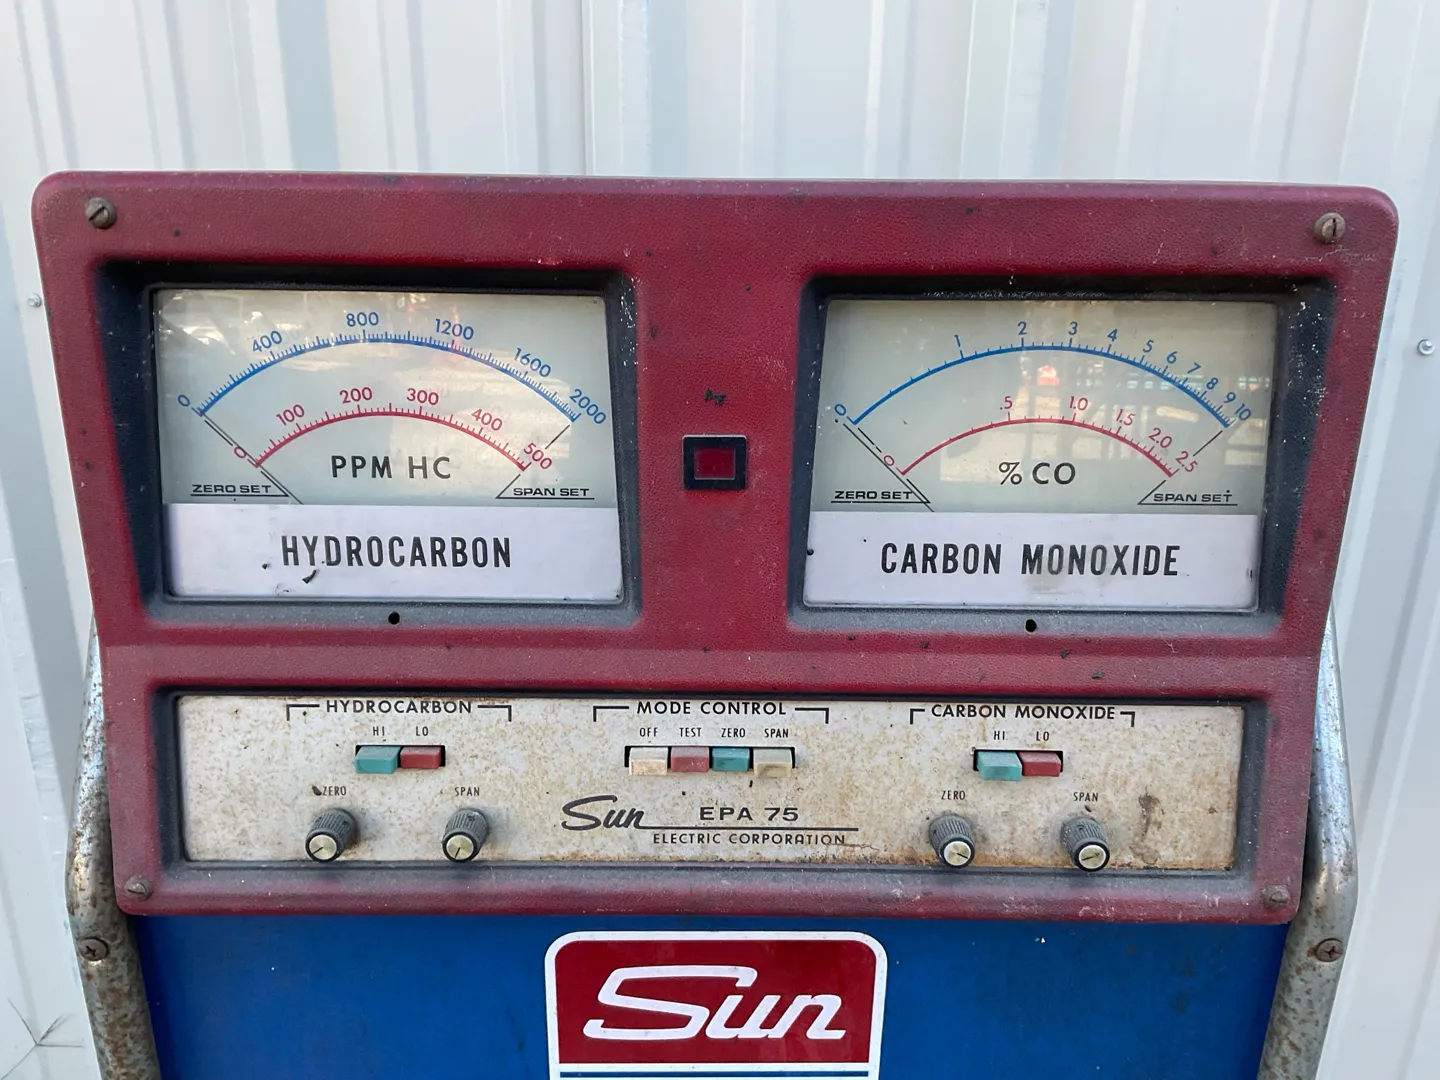 0 400 800 1200 1600 2000
0 100 200 300 400 500
PPM HC
ZERO SET SPAN SET
HYDROCARBON
0 1 2 3 4 5 6 7 8 9 10
0 .5 1.0 1.5 2.0 2.5
% CO
ZERO SET SPAN SET
CARBON MONOXIDE
HYDROCARBON
HI LO
ZERO SPAN
MODE CONTROL
OFF TEST ZERO SPAN
Sun EPA 75
ELECTRIC CORPORATION
CARBON MONOXIDE
HI LO
ZERO SPAN
Sun